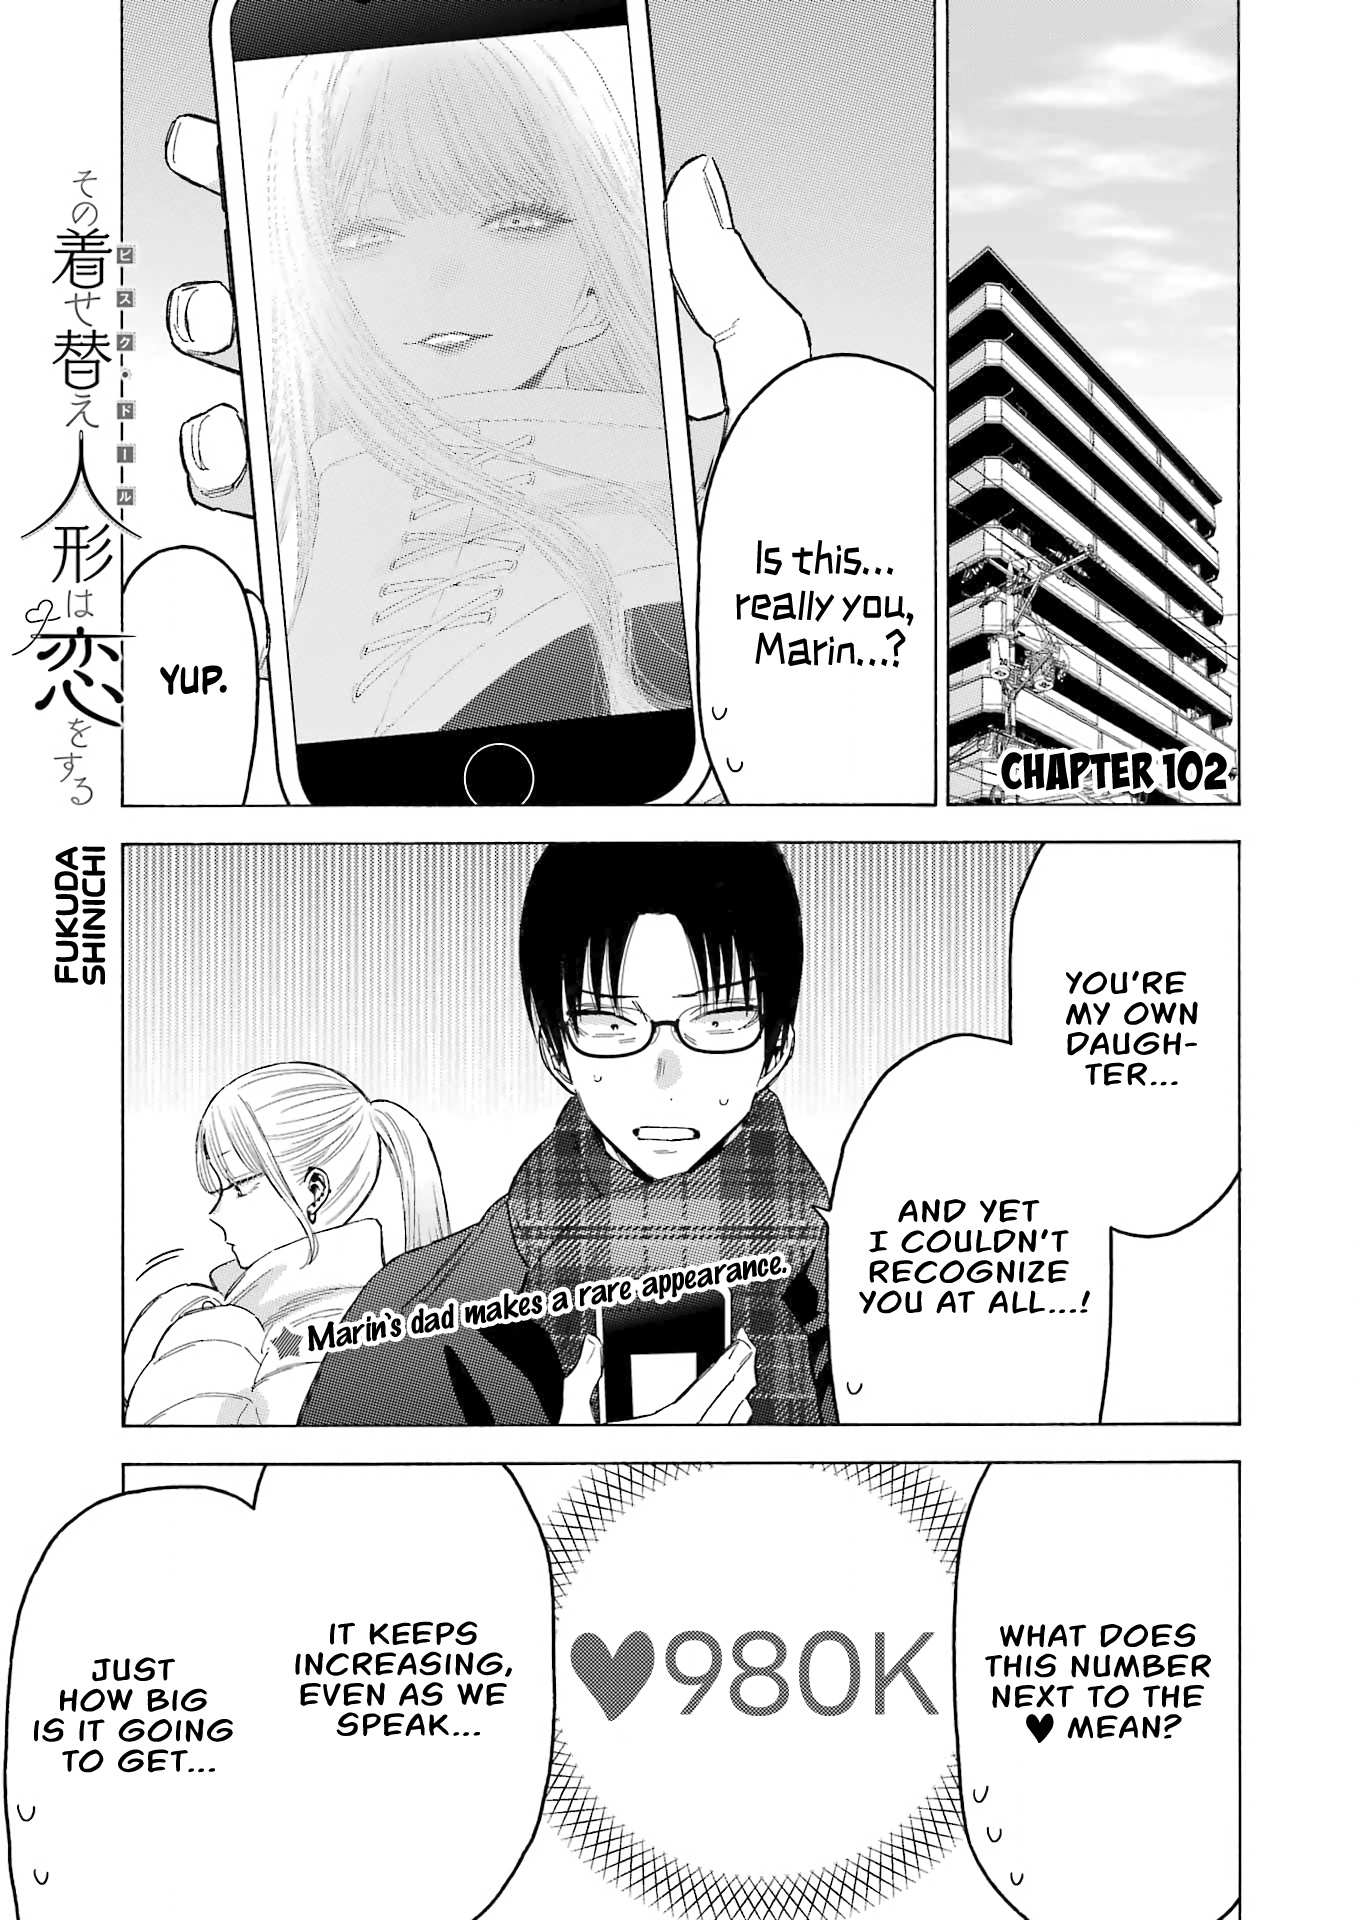 CHAPTER 102
Is this...
really you,
Marin...?
YUP.
その着せ替え人形は恋をする
ビスク・ドール
FUKUDA
SHINICHI
YOU'RE
MY OWN
DAUGH-
TER...
AND YET
I COULDN'T
RECOGNIZE
YOU AT ALL...!
Marin's dad makes a rare appearance.
WHAT DOES
THIS NUMBER
NEXT TO THE
♥ MEAN?
♥980K
IT KEEPS
INCREASING,
EVEN AS WE
SPEAK...
JUST
HOW BIG
IS IT GOING
TO GET...